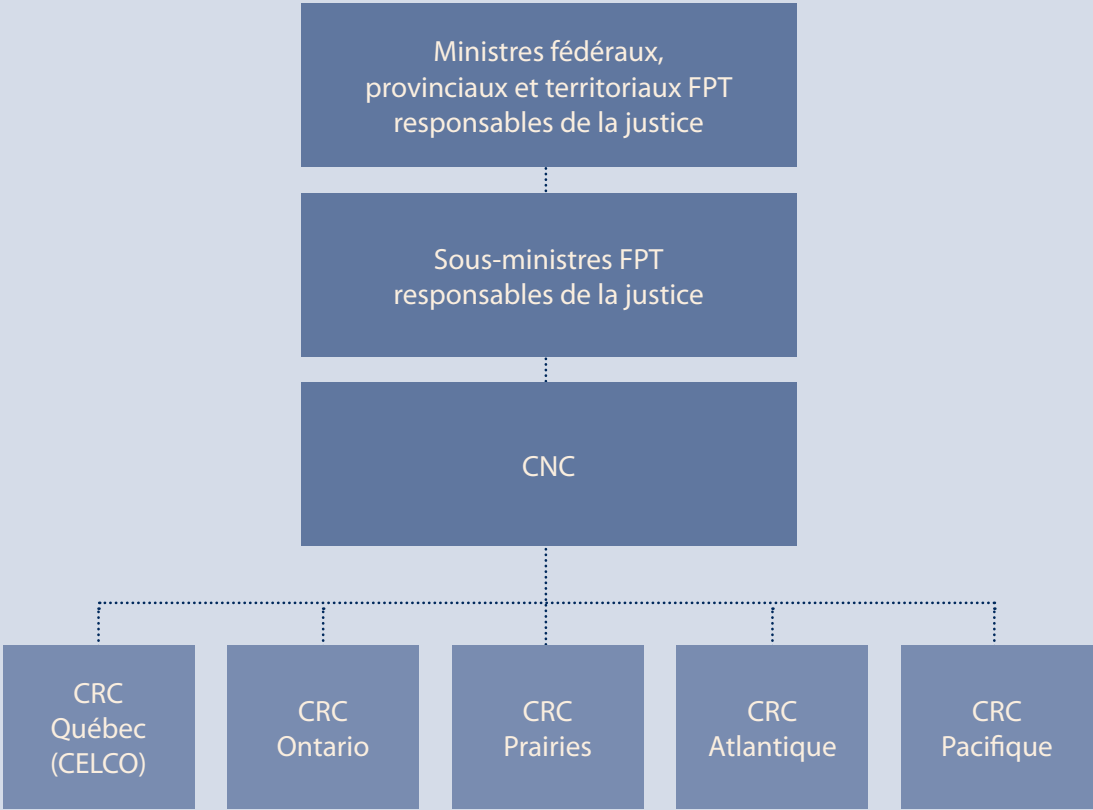 Ministres fédéraux,
provinciaux et territoriaux FPT
responsables de la justice
Sous-ministres FPT
responsables de la justice
CNC
CRC
Québec
(CELCO)
CRC
Ontario
CRC
Prairies
CRC
Atlantique
CRC
Pacifique